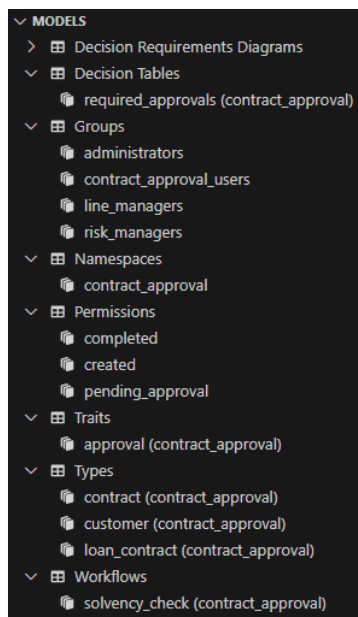 MODELS
Decision Requirements Diagrams
Decision Tables
required_approvals (contract_approval)
Groups
administrators
contract_approval_users
line_managers
risk_managers
Namespaces
contract_approval
Permissions
completed
created
pending_approval
Traits
approval (contract_approval)
Types
contract (contract_approval)
customer (contract_approval)
loan_contract (contract_approval)
Workflows
solvency_check (contract_approval)